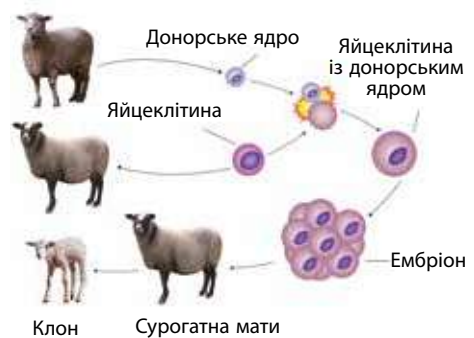 Донорське ядро
Яйцеклітина
із донорським
ядром
Яйцеклітина
Ембріон
Клон
Сурогатна мати